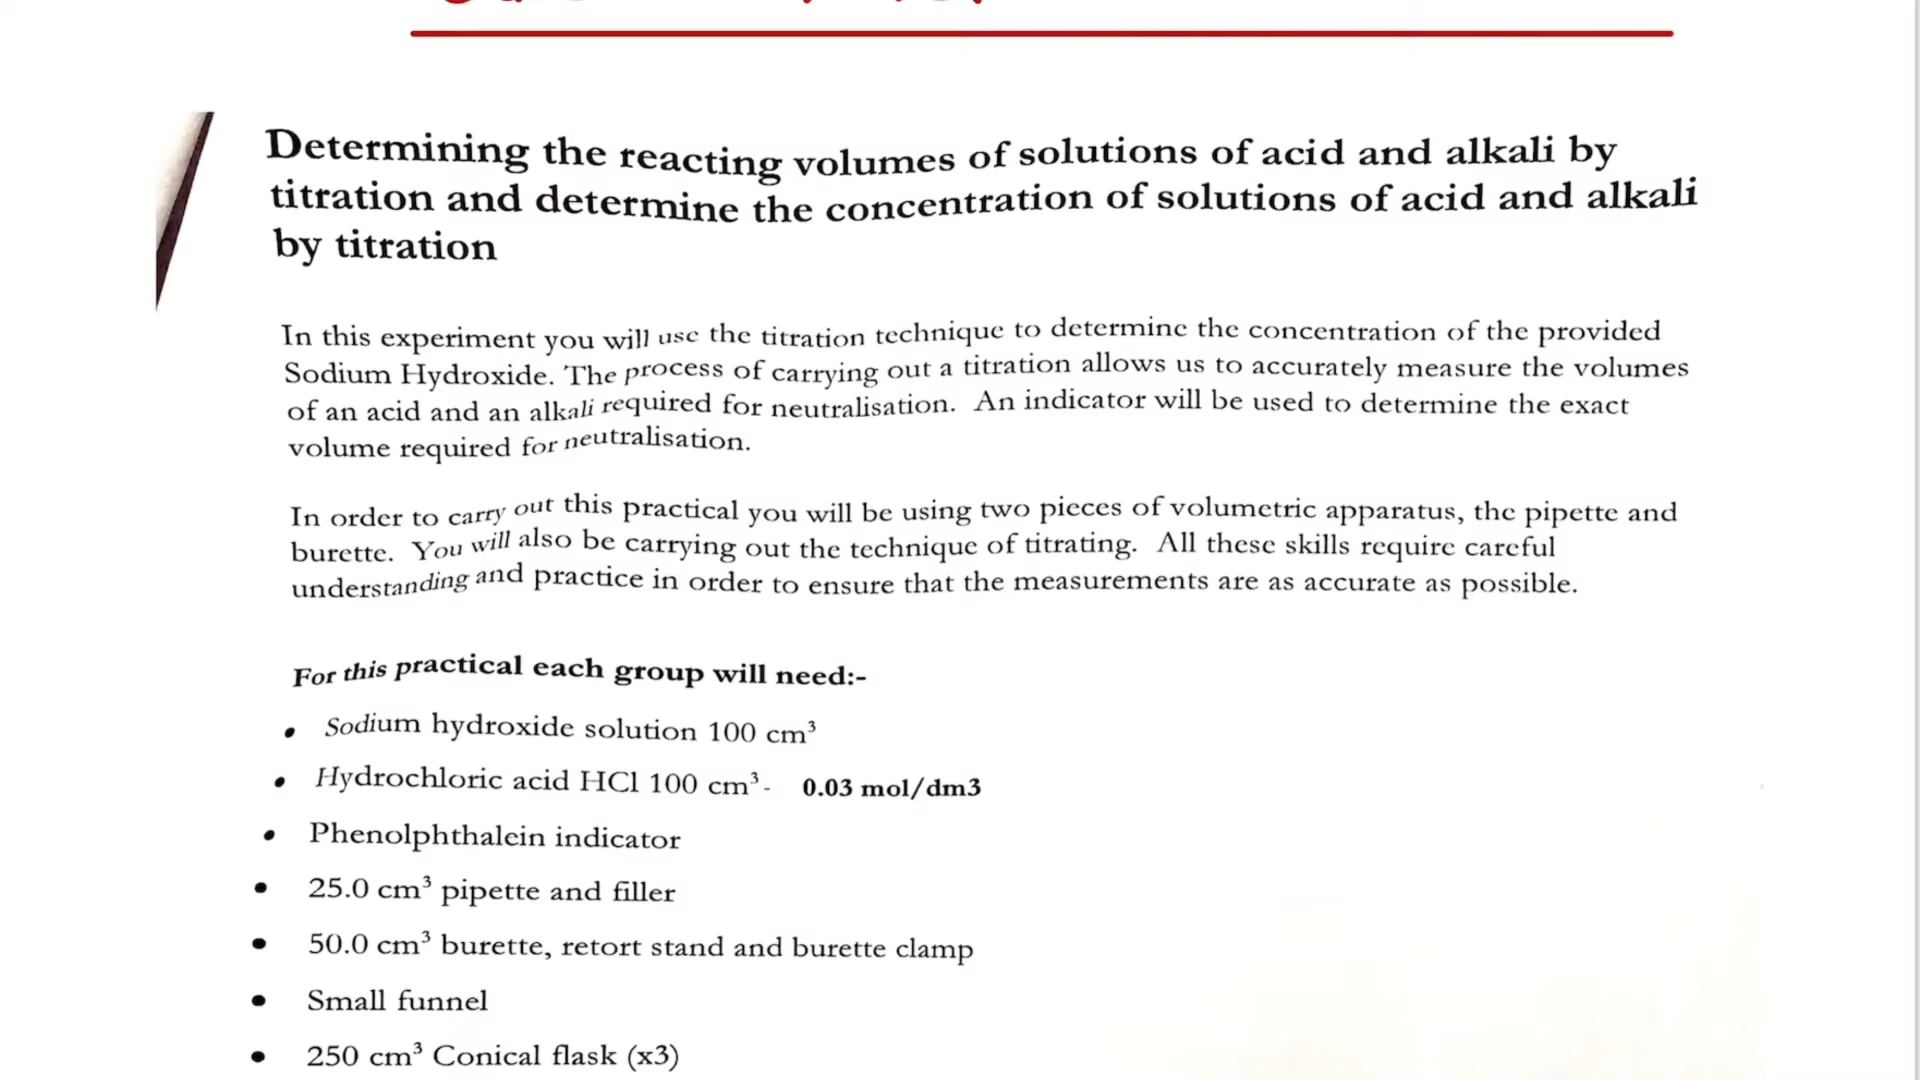 Determining the reacting volumes of solutions of acid and alkali by
titration and determine the concentration of solutions of acid and alkali
by titration
In this experiment you will use the titration technique to determine the concentration of the provided
Sodium Hydroxide. The process of carrying out a titration allows us to accurately measure the volumes
of an acid and an alkali required for neutralisation. An indicator will be used to determine the exact
volume required for neutralisation.
In order to carry out this practical you will be using two pieces of volumetric apparatus, the pipette and
burette. You will also be carrying out the technique of titrating. All these skills require careful
understanding and practice in order to ensure that the measurements are as accurate as possible.
For this practical each group will need:-
• Sodium hydroxide solution 100 cm³
• Hydrochloric acid HCl 100 cm³ - 0.03 mol/dm3
• Phenolphthalein indicator
• 25.0 cm³ pipette and filler
• 50.0 cm³ burette, retort stand and burette clamp
• Small funnel
• 250 cm³ Conical flask (x3)